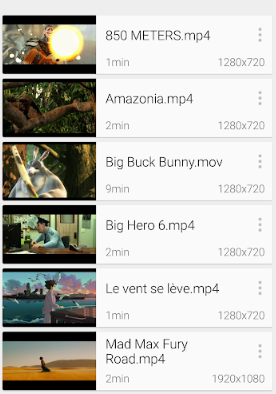 850 METERS.mp4
1min 1280x720
Amazonia.mp4
2min 1280x720
Big Buck Bunny.mov
9min 1280x720
Big Hero 6.mp4
2min 1280x720
Le vent se lève.mp4
1min 1280x720
Mad Max Fury
Road.mp4
2min 1920x1080